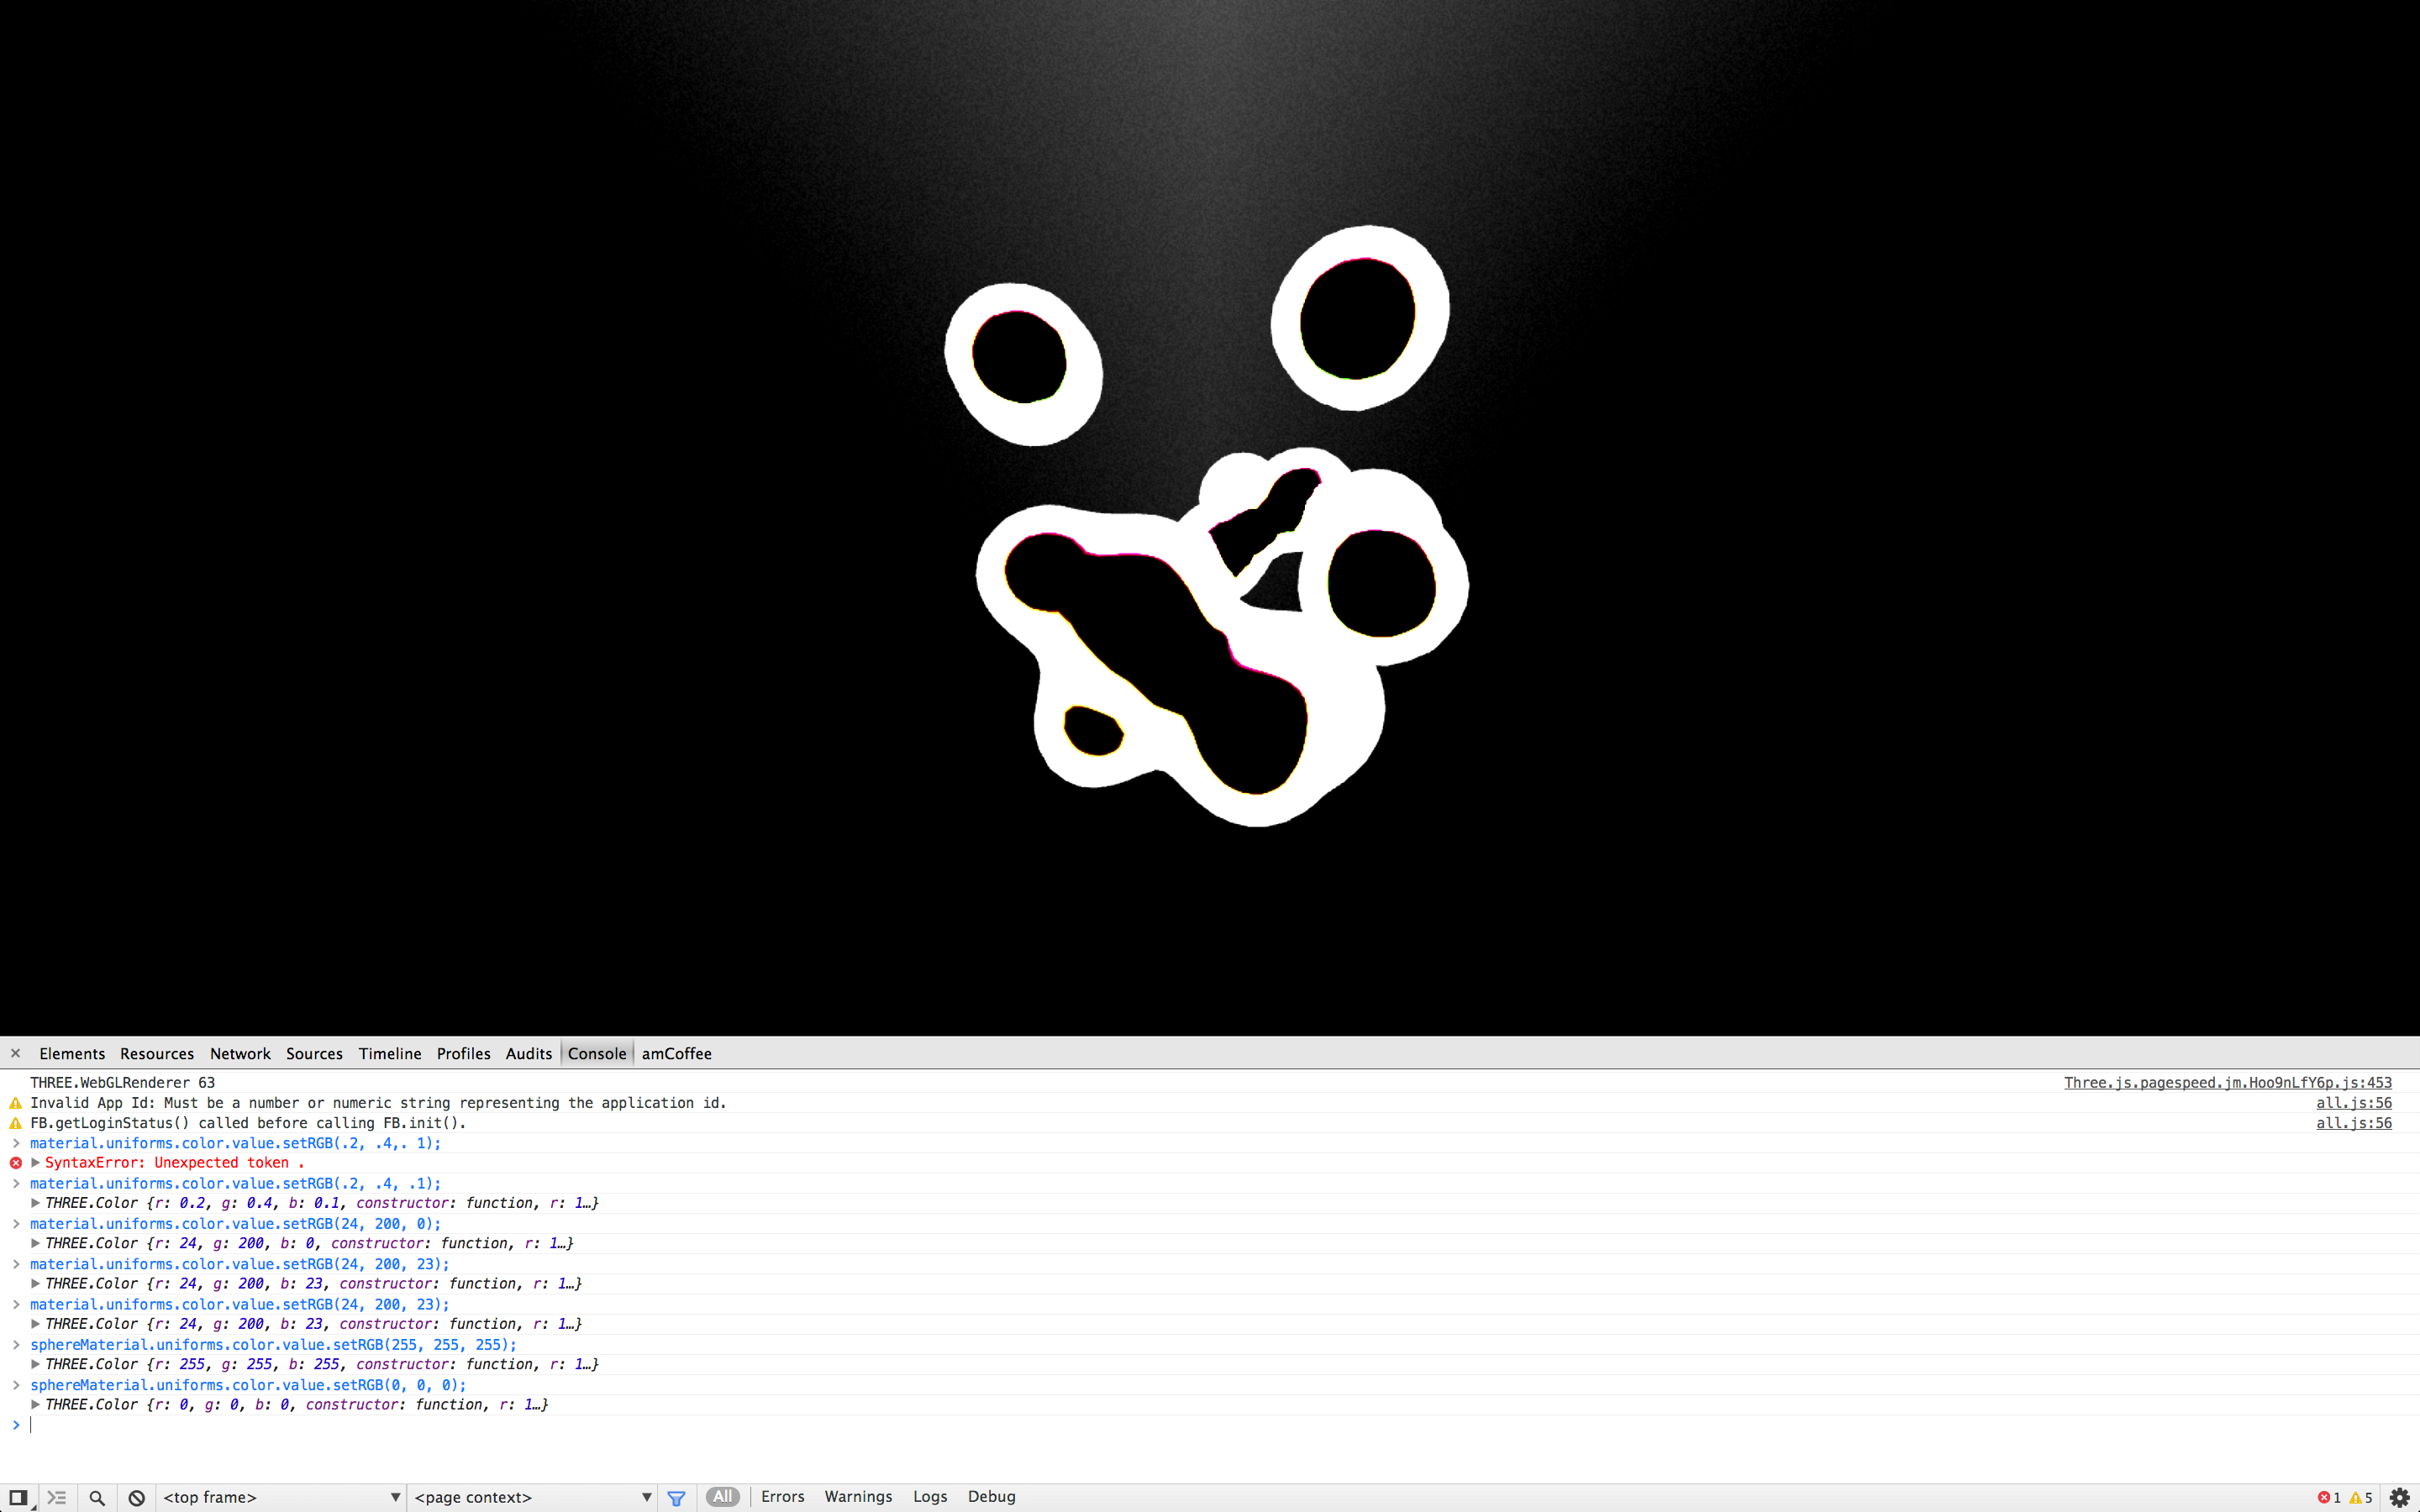 × Elements Resources Network Sources Timeline Profiles Audits Console amCoffee
THREE.WebGLRenderer 63 Three.js.pagespeed.jm.Hoo9nLfY6p.js:453
Invalid App Id: Must be a number or numeric string representing the application id. all.js:56
FB.getLoginStatus() called before calling FB.init(). all.js:56
> material.uniforms.color.value.setRGB(.2, .4,. 1);
SyntaxError: Unexpected token .
> material.uniforms.color.value.setRGB(.2, .4, .1);
THREE.Color {r: 0.2, g: 0.4, b: 0.1, constructor: function, r: 1…}
> material.uniforms.color.value.setRGB(24, 200, 0);
THREE.Color {r: 24, g: 200, b: 0, constructor: function, r: 1…}
> material.uniforms.color.value.setRGB(24, 200, 23);
THREE.Color {r: 24, g: 200, b: 23, constructor: function, r: 1…}
> material.uniforms.color.value.setRGB(24, 200, 23);
THREE.Color {r: 24, g: 200, b: 23, constructor: function, r: 1…}
> sphereMaterial.uniforms.color.value.setRGB(255, 255, 255);
THREE.Color {r: 255, g: 255, b: 255, constructor: function, r: 1…}
> sphereMaterial.uniforms.color.value.setRGB(0, 0, 0);
THREE.Color {r: 0, g: 0, b: 0, constructor: function, r: 1…}
>
<top frame> <page context> All Errors Warnings Logs Debug 1 5